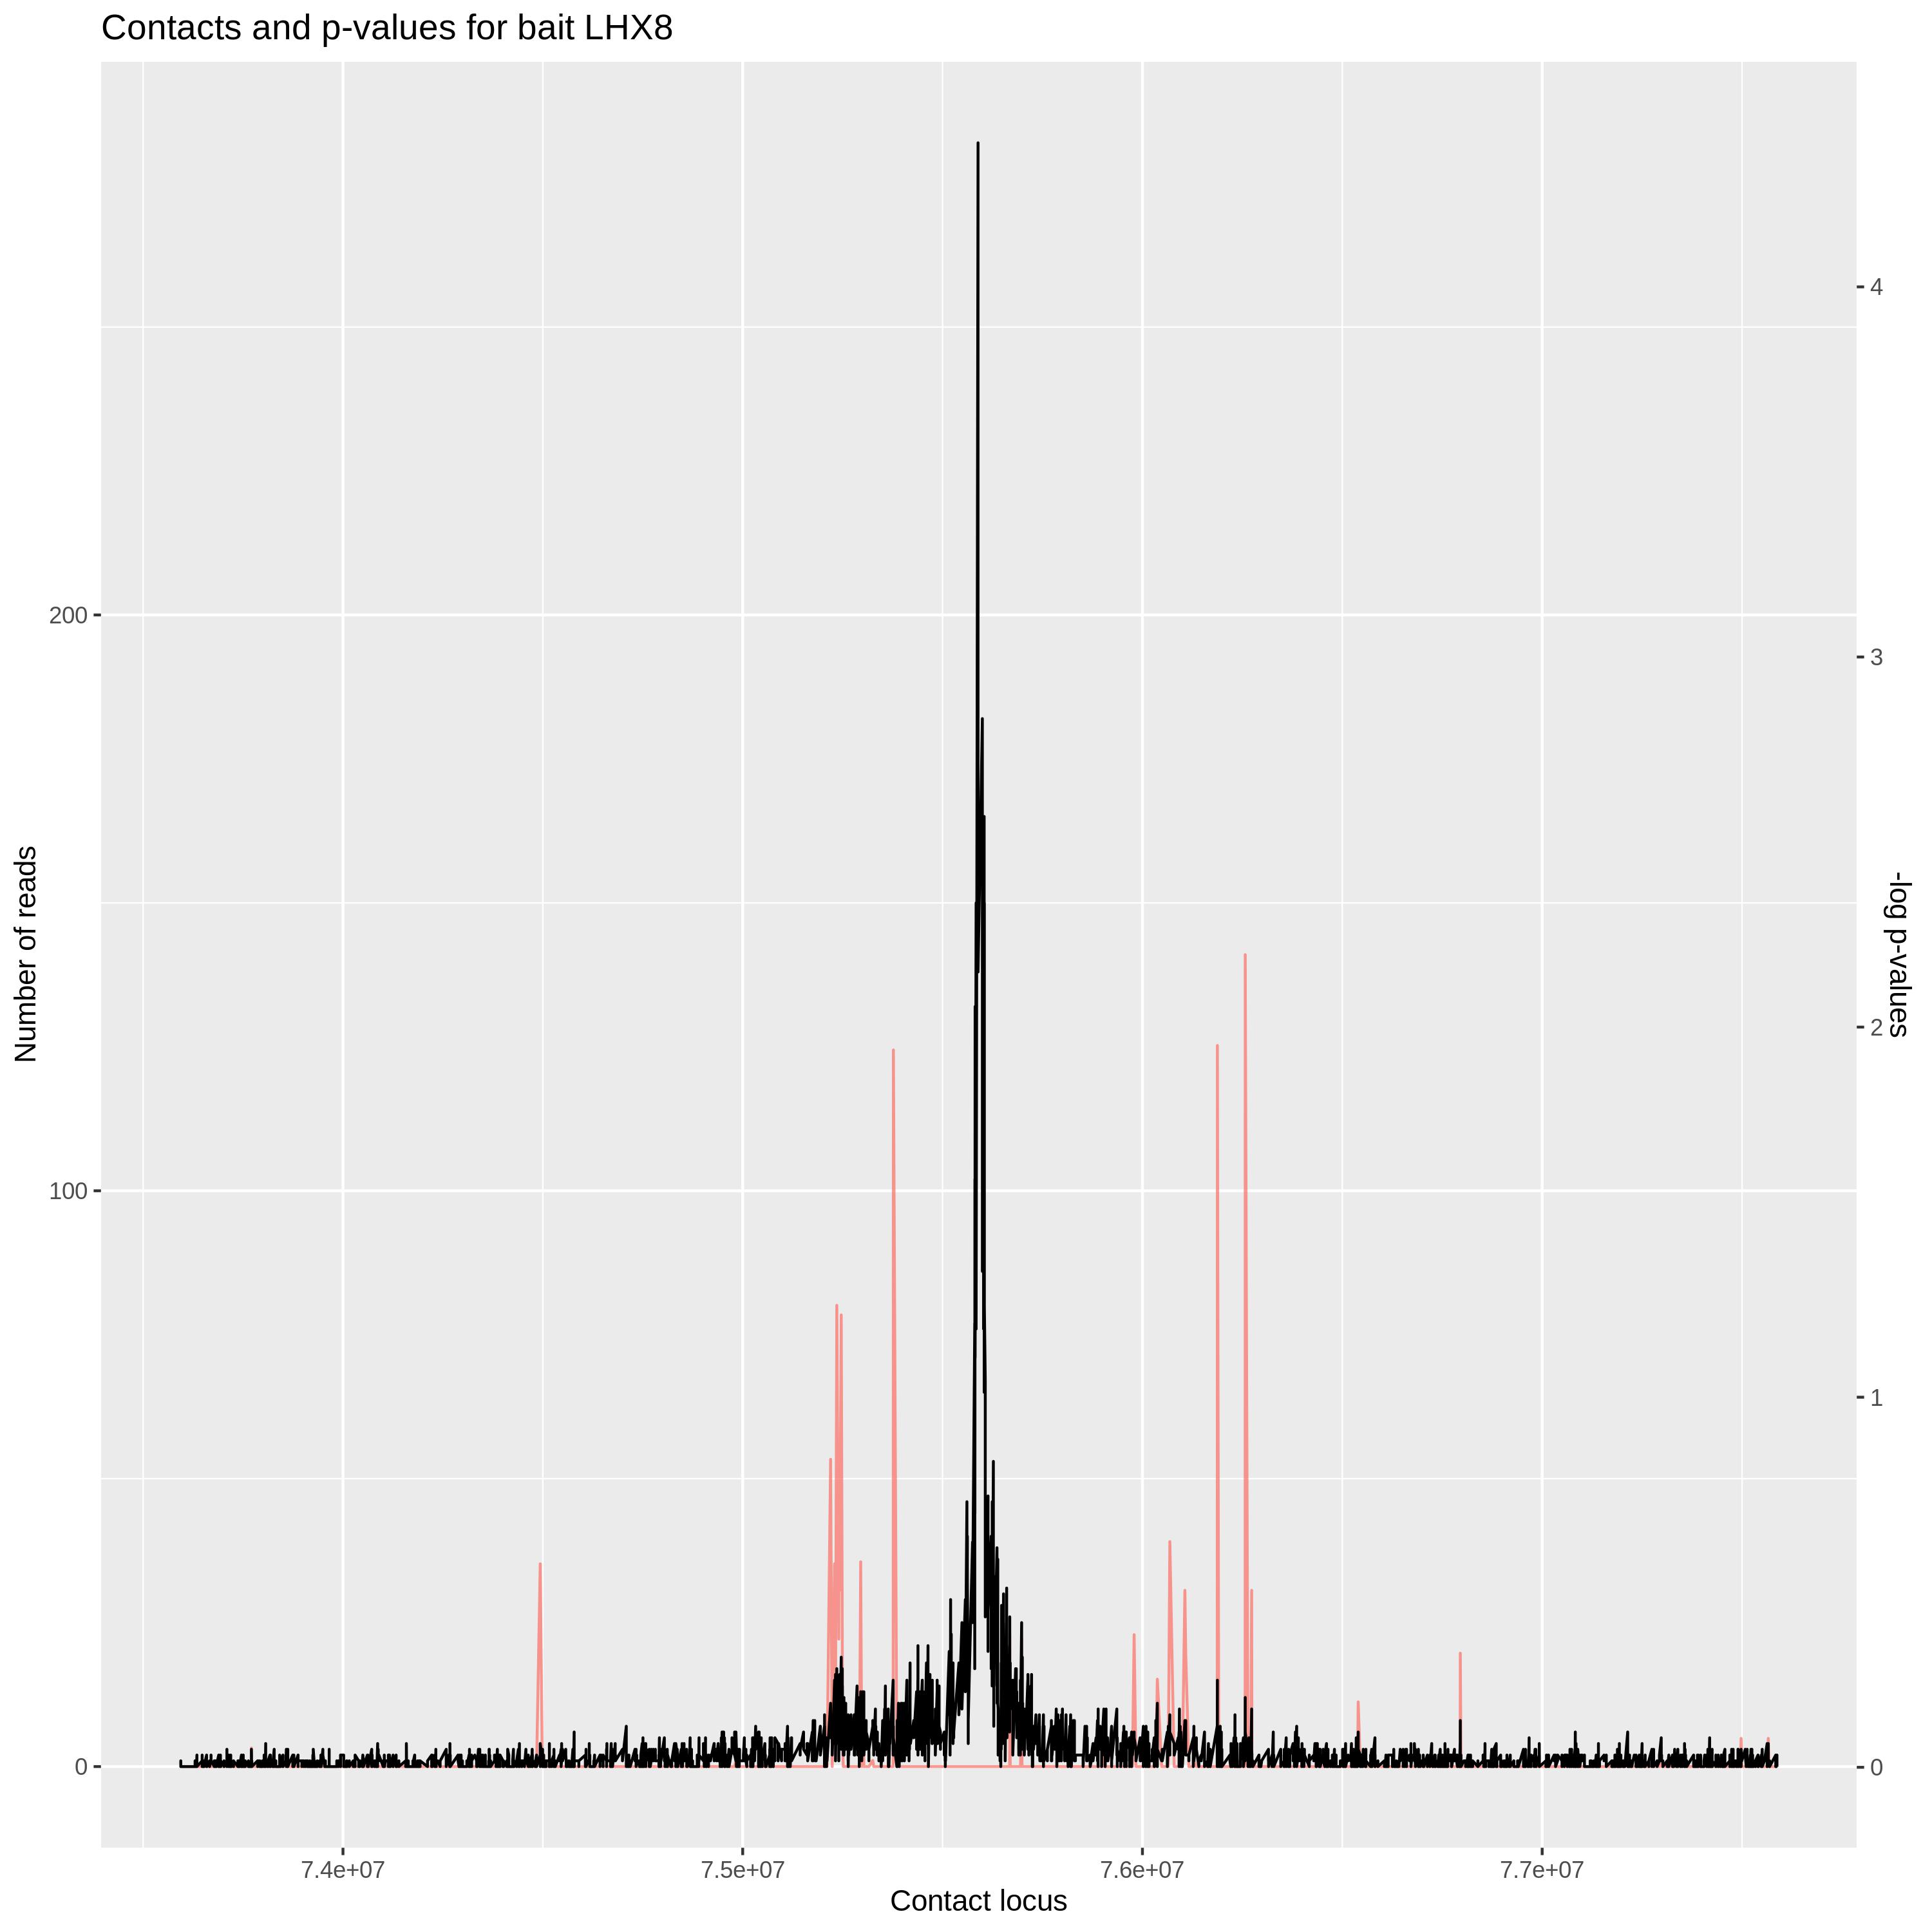 Contacts and p-values for bait LHX8
Number of reads
200
100
0
4
3
2
1
0
-log p-values
7.4e+07
7.5e+07
7.6e+07
7.7e+07
Contact locus